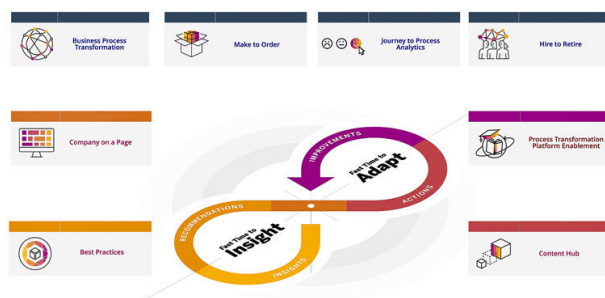 Business Process
Transformation
Make to Order
Journey to Process
Analytics
Hire to Retire
Company on a Page
IMPROVEMENTS
Fast Time to
Adapt
ACTIONS
Process Transformation
Platform Enablement
RECOMMENDATIONS
Fast Time to
Insight
INSIGHTS
Best Practices
Content Hub